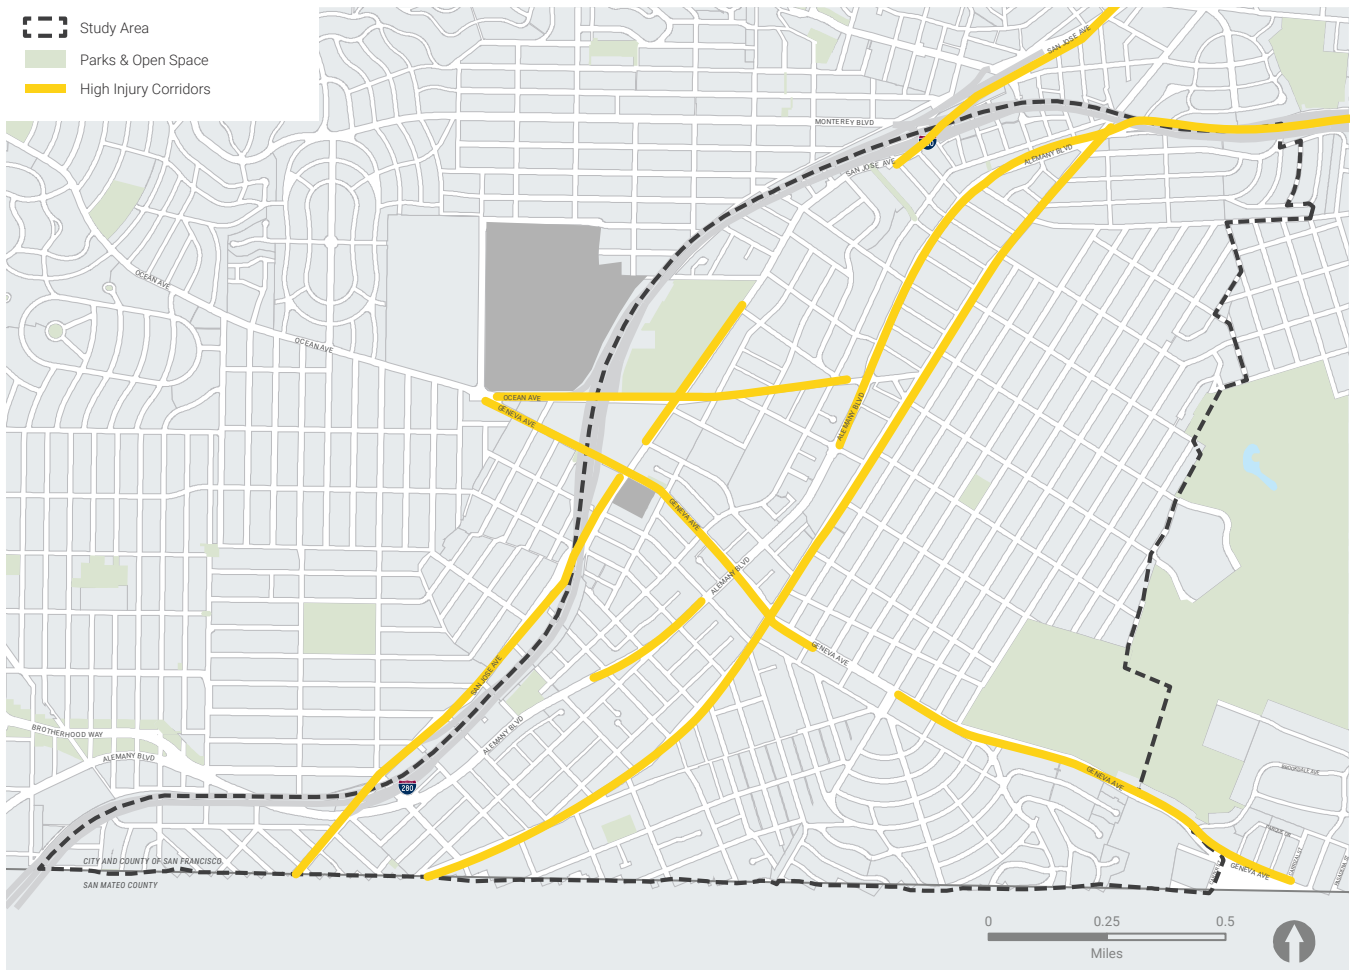 Study Area
Parks & Open Space
High Injury Corridors
SAN JOSE AVE
MONTEREY BLVD
SAN JOSE AVE
ALEMANY BLVD
OCEAN AVE
OCEAN AVE
OCEAN AVE
GENEVA AVE
ALEMANY BLVD
GENEVA AVE
ALEMANY BLVD
GENEVA AVE
SAN JOSE AVE
ALEMANY BLVD
BROTHERHOOD WAY
ALEMANY BLVD
280
GENEVA AVE
BROOKDALE AVE
GENEVA AVE
CITY AND COUNTY OF SAN FRANCISCO
SAN MATEO COUNTY
0 0.25 0.5
Miles